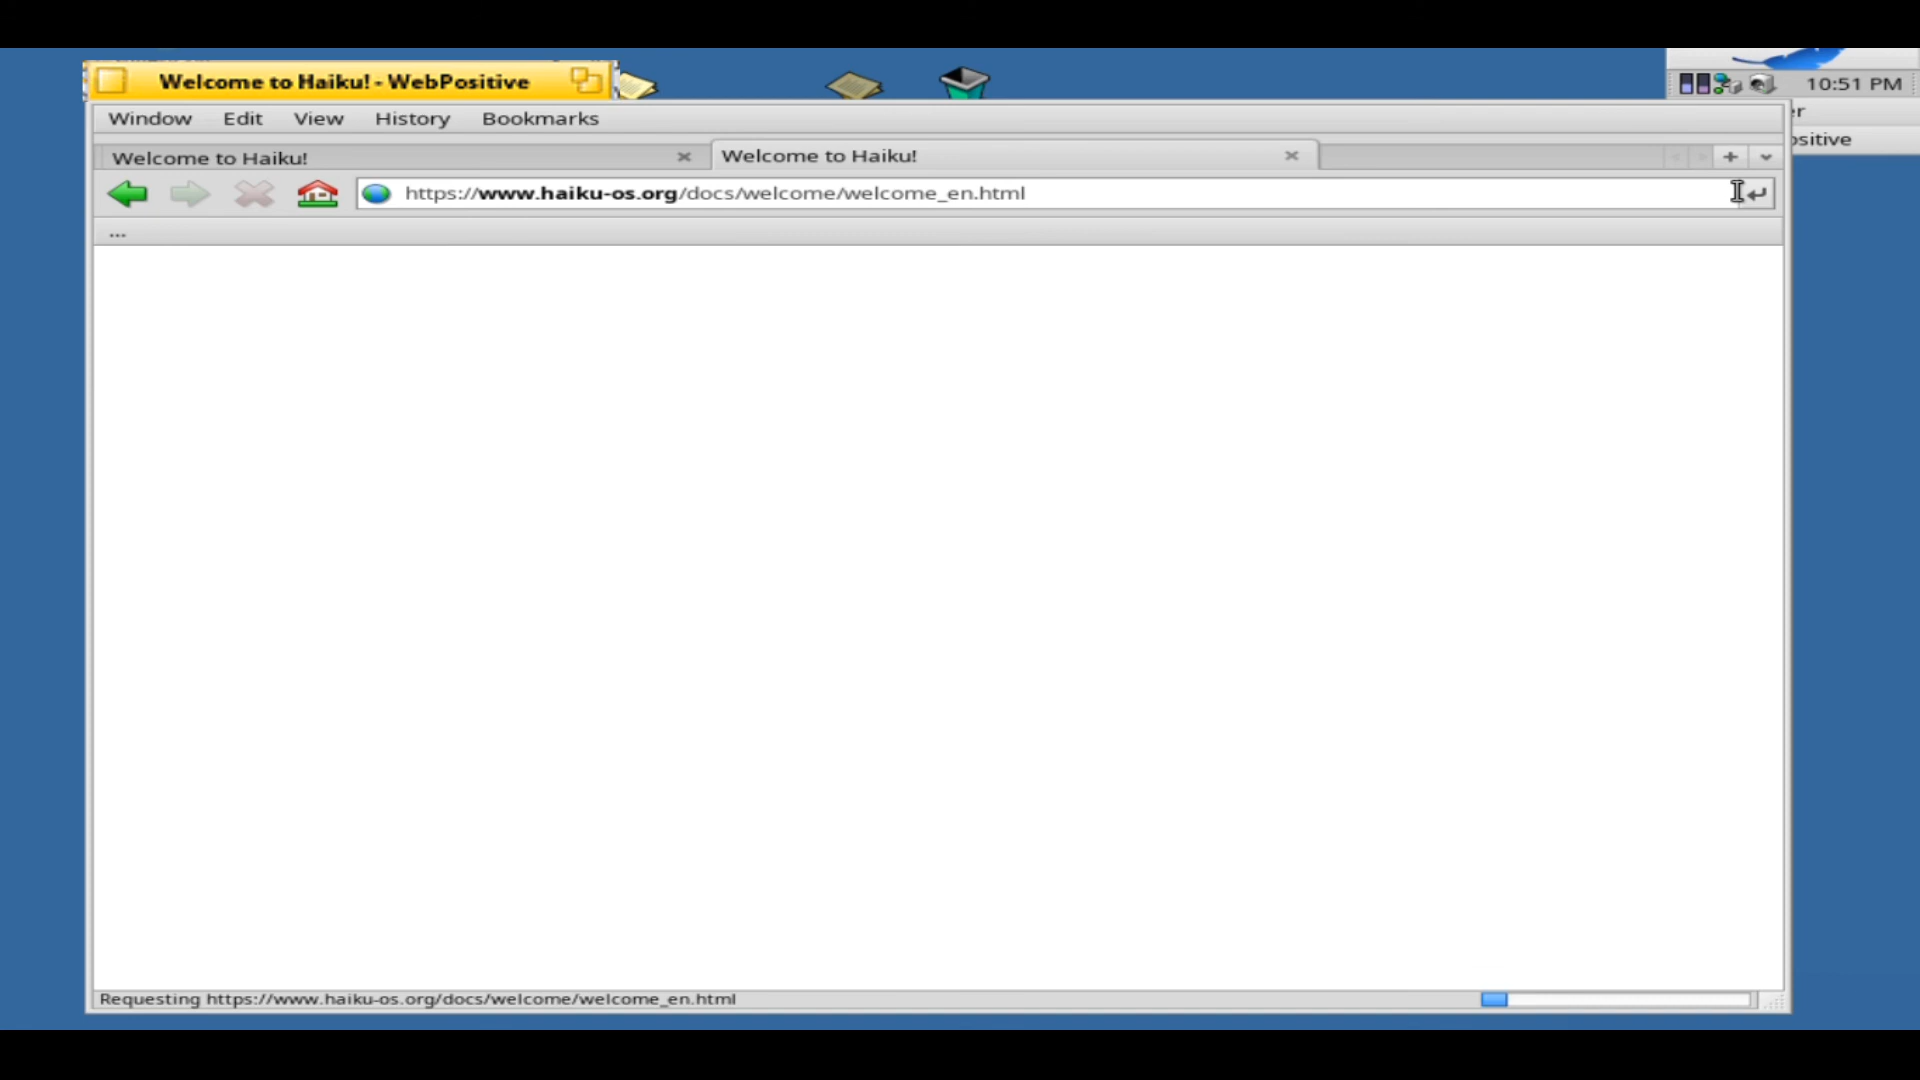 Welcome to Haiku! - WebPositive
10:51 PM
Window Edit View History Bookmarks
Welcome to Haiku! Welcome to Haiku!
https://www.haiku-os.org/docs/welcome/welcome_en.html
...
Requesting https://www.haiku-os.org/docs/welcome/welcome_en.html